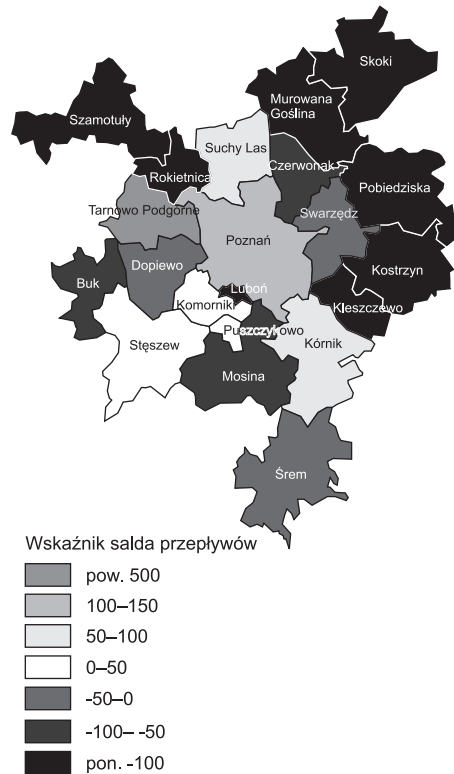 Skoki
Murowana
Goślina
Szamotuły
Suchy Las
Czerwonak
Rokietnica
Pobiedziska
Tarnowo Podgórne
Swarzędz
Poznań
Dopiewo
Kostrzyn
Buk
Luboń
Komorniki
Kleszczewo
Puszczykowo
Stęszew
Kórnik
Mosina
Śrem
Wskaźnik salda przepływów
pow. 500
100–150
50–100
0–50
-50–0
-100– -50
pon. -100